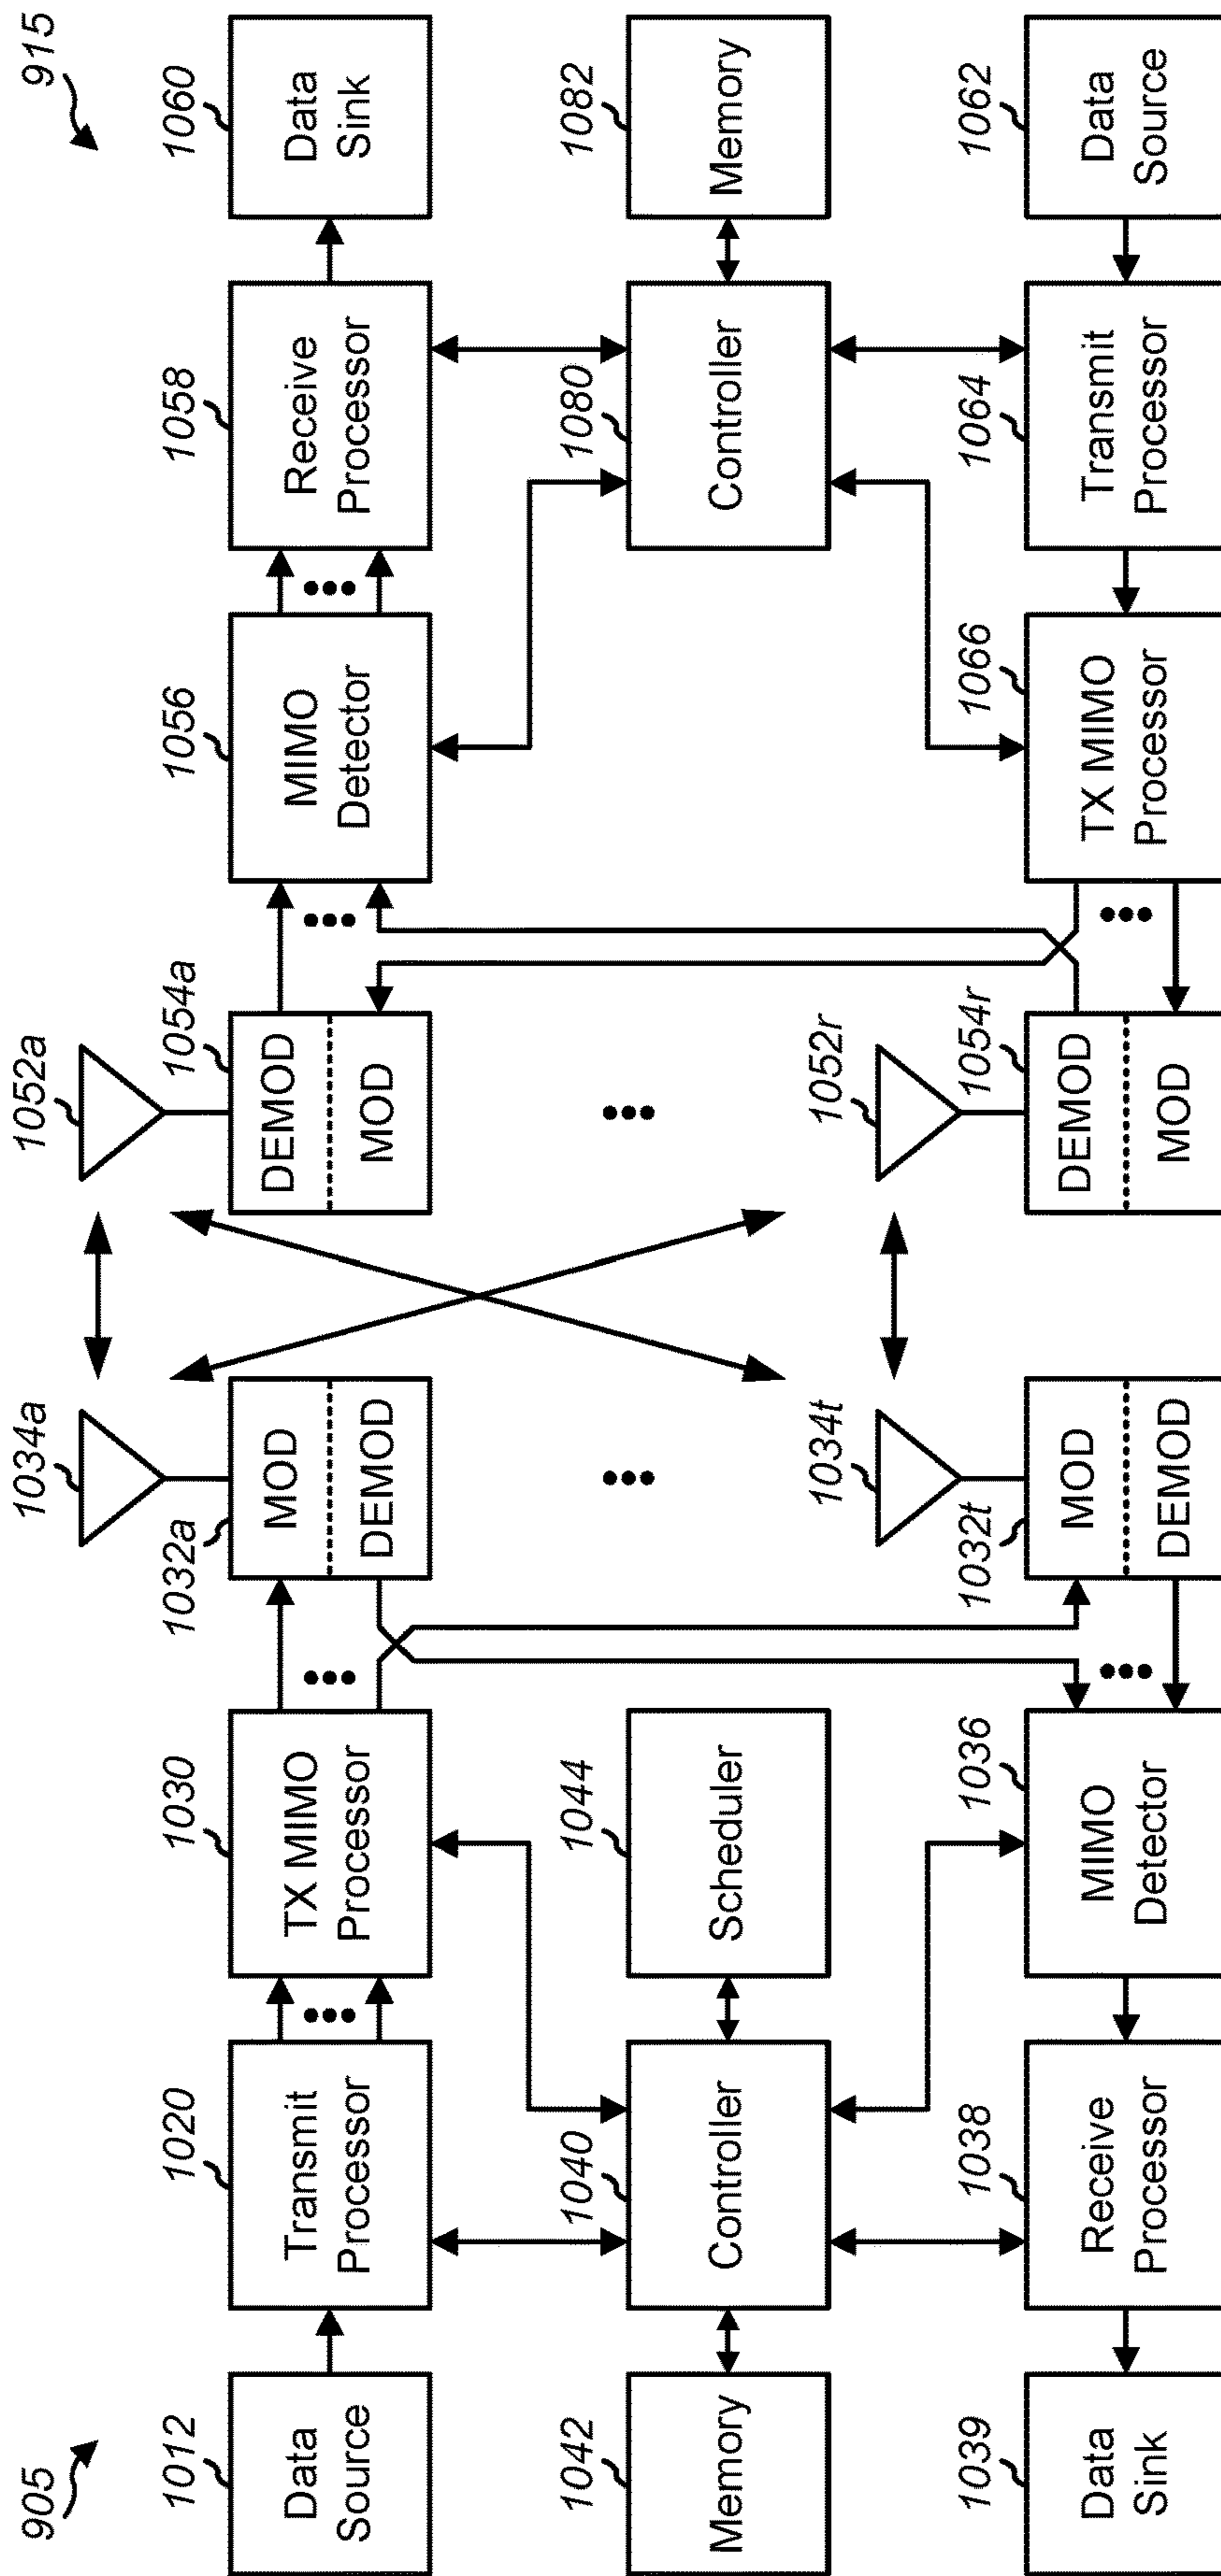 905
915
1012
Data
Source
1020
Transmit
Processor
1030
TX MIMO
Processor
1032a
MOD
DEMOD
1034a
1052a
1054a
DEMOD
MOD
1056
MIMO
Detector
1058
Receive
Processor
1060
Data
Sink
1042
Memory
1040
Controller
1044
Scheduler
1080
Controller
1082
Memory
1039
Data
Sink
1038
Receive
Processor
1036
MIMO
Detector
1032t
MOD
DEMOD
1034t
1052r
1054r
DEMOD
MOD
1066
TX MIMO
Processor
1064
Transmit
Processor
1062
Data
Source